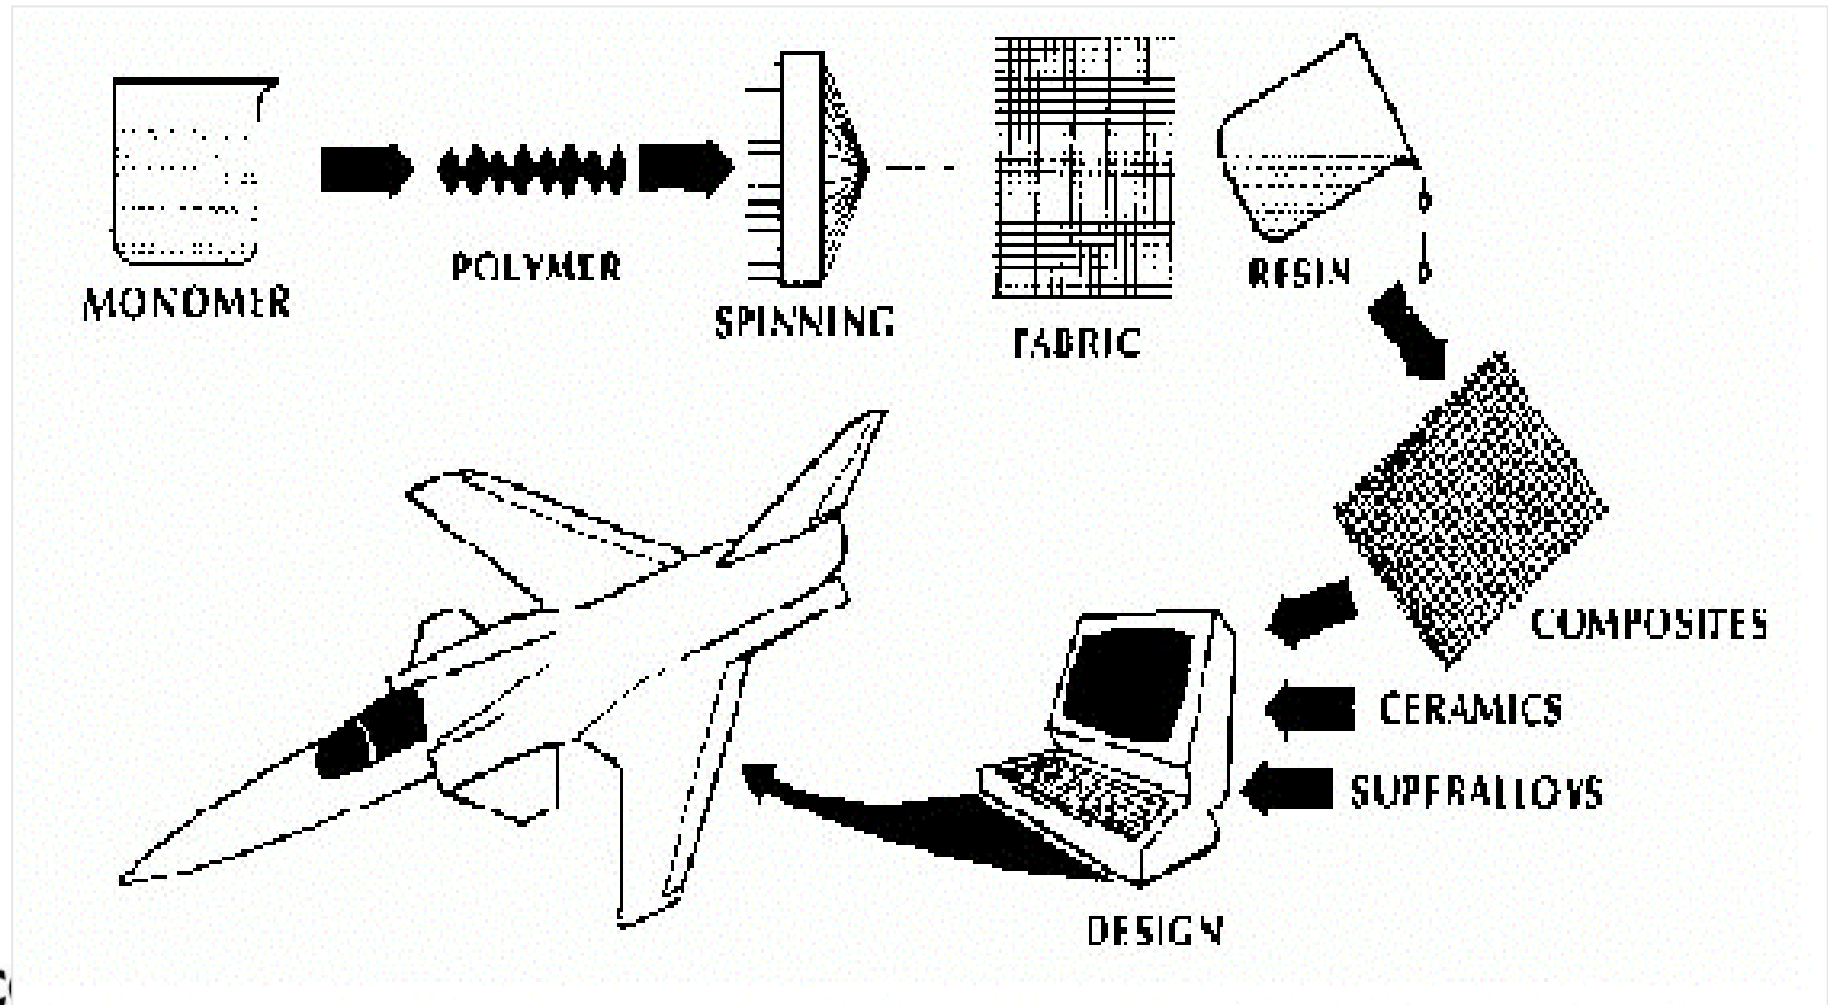 MONOMER
POLYMER
SPINNING
FABRIC
RESIN
COMPOSITES
CERAMICS
SUPERALLOYS
DESIGN